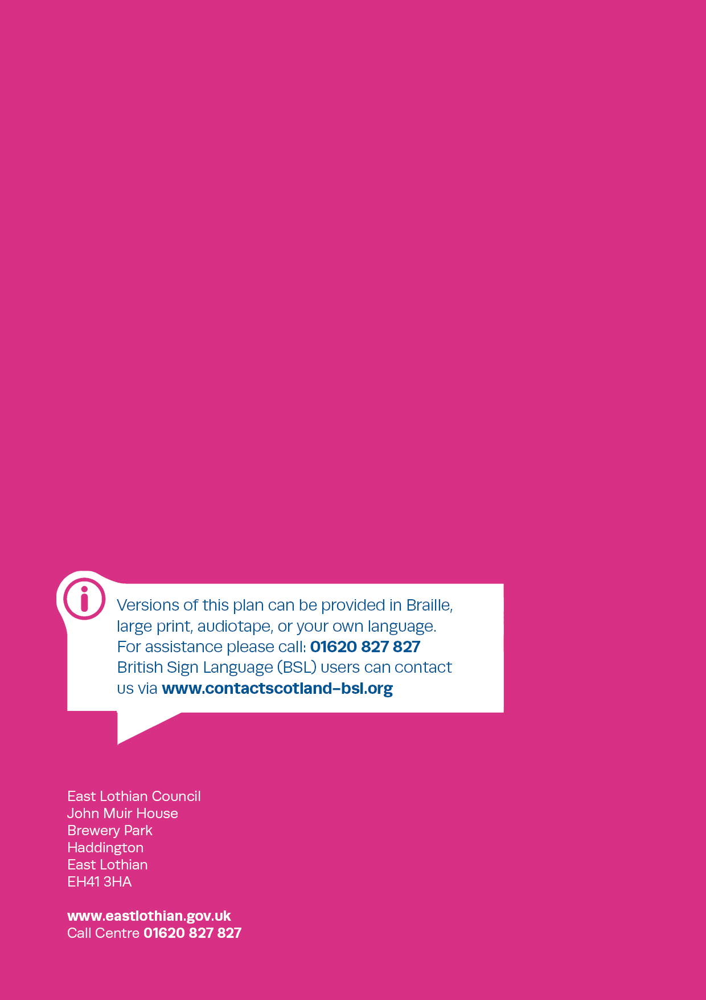 Versions of this plan can be provided in Braille,
large print, audiotape, or your own language.
For assistance please call: 01620 827 827
British Sign Language (BSL) users can contact
us via www.contactscotland-bsl.org
East Lothian Council
John Muir House
Brewery Park
Haddington
East Lothian
EH41 3HA
www.eastlothian.gov.uk
Call Centre 01620 827 827